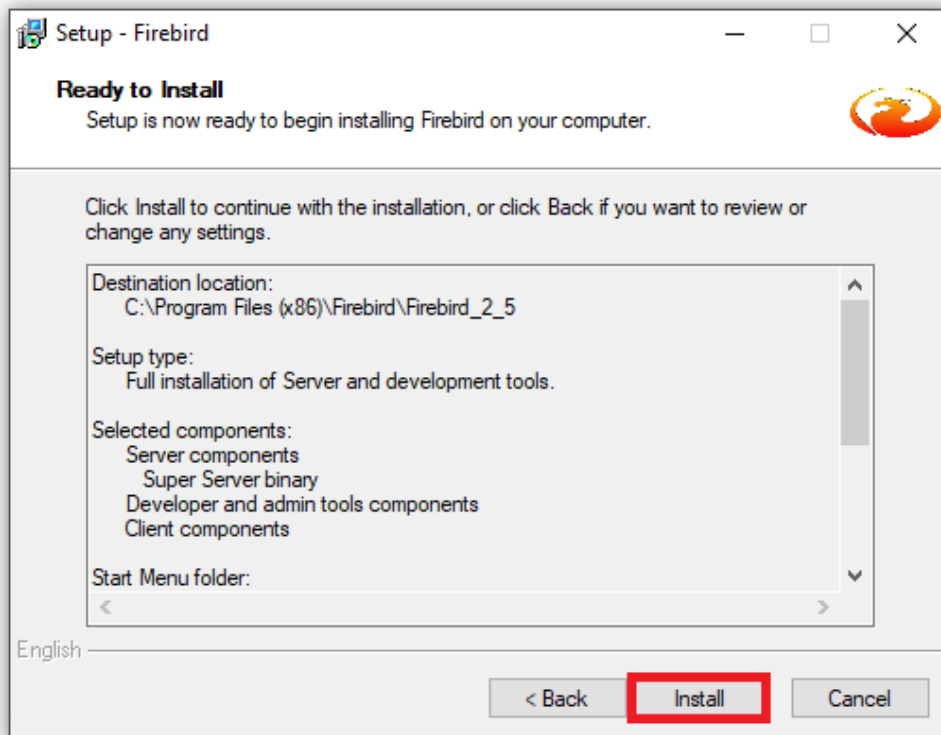 Setup - Firebird
Ready to Install
Setup is now ready to begin installing Firebird on your computer.
Click Install to continue with the installation, or click Back if you want to review or
change any settings.
Destination location:
C:\Program Files (x86)\Firebird\Firebird_2_5
Setup type:
Full installation of Server and development tools.
Selected components:
Server components
Super Server binary
Developer and admin tools components
Client components
Start Menu folder:
English
< Back
Install
Cancel